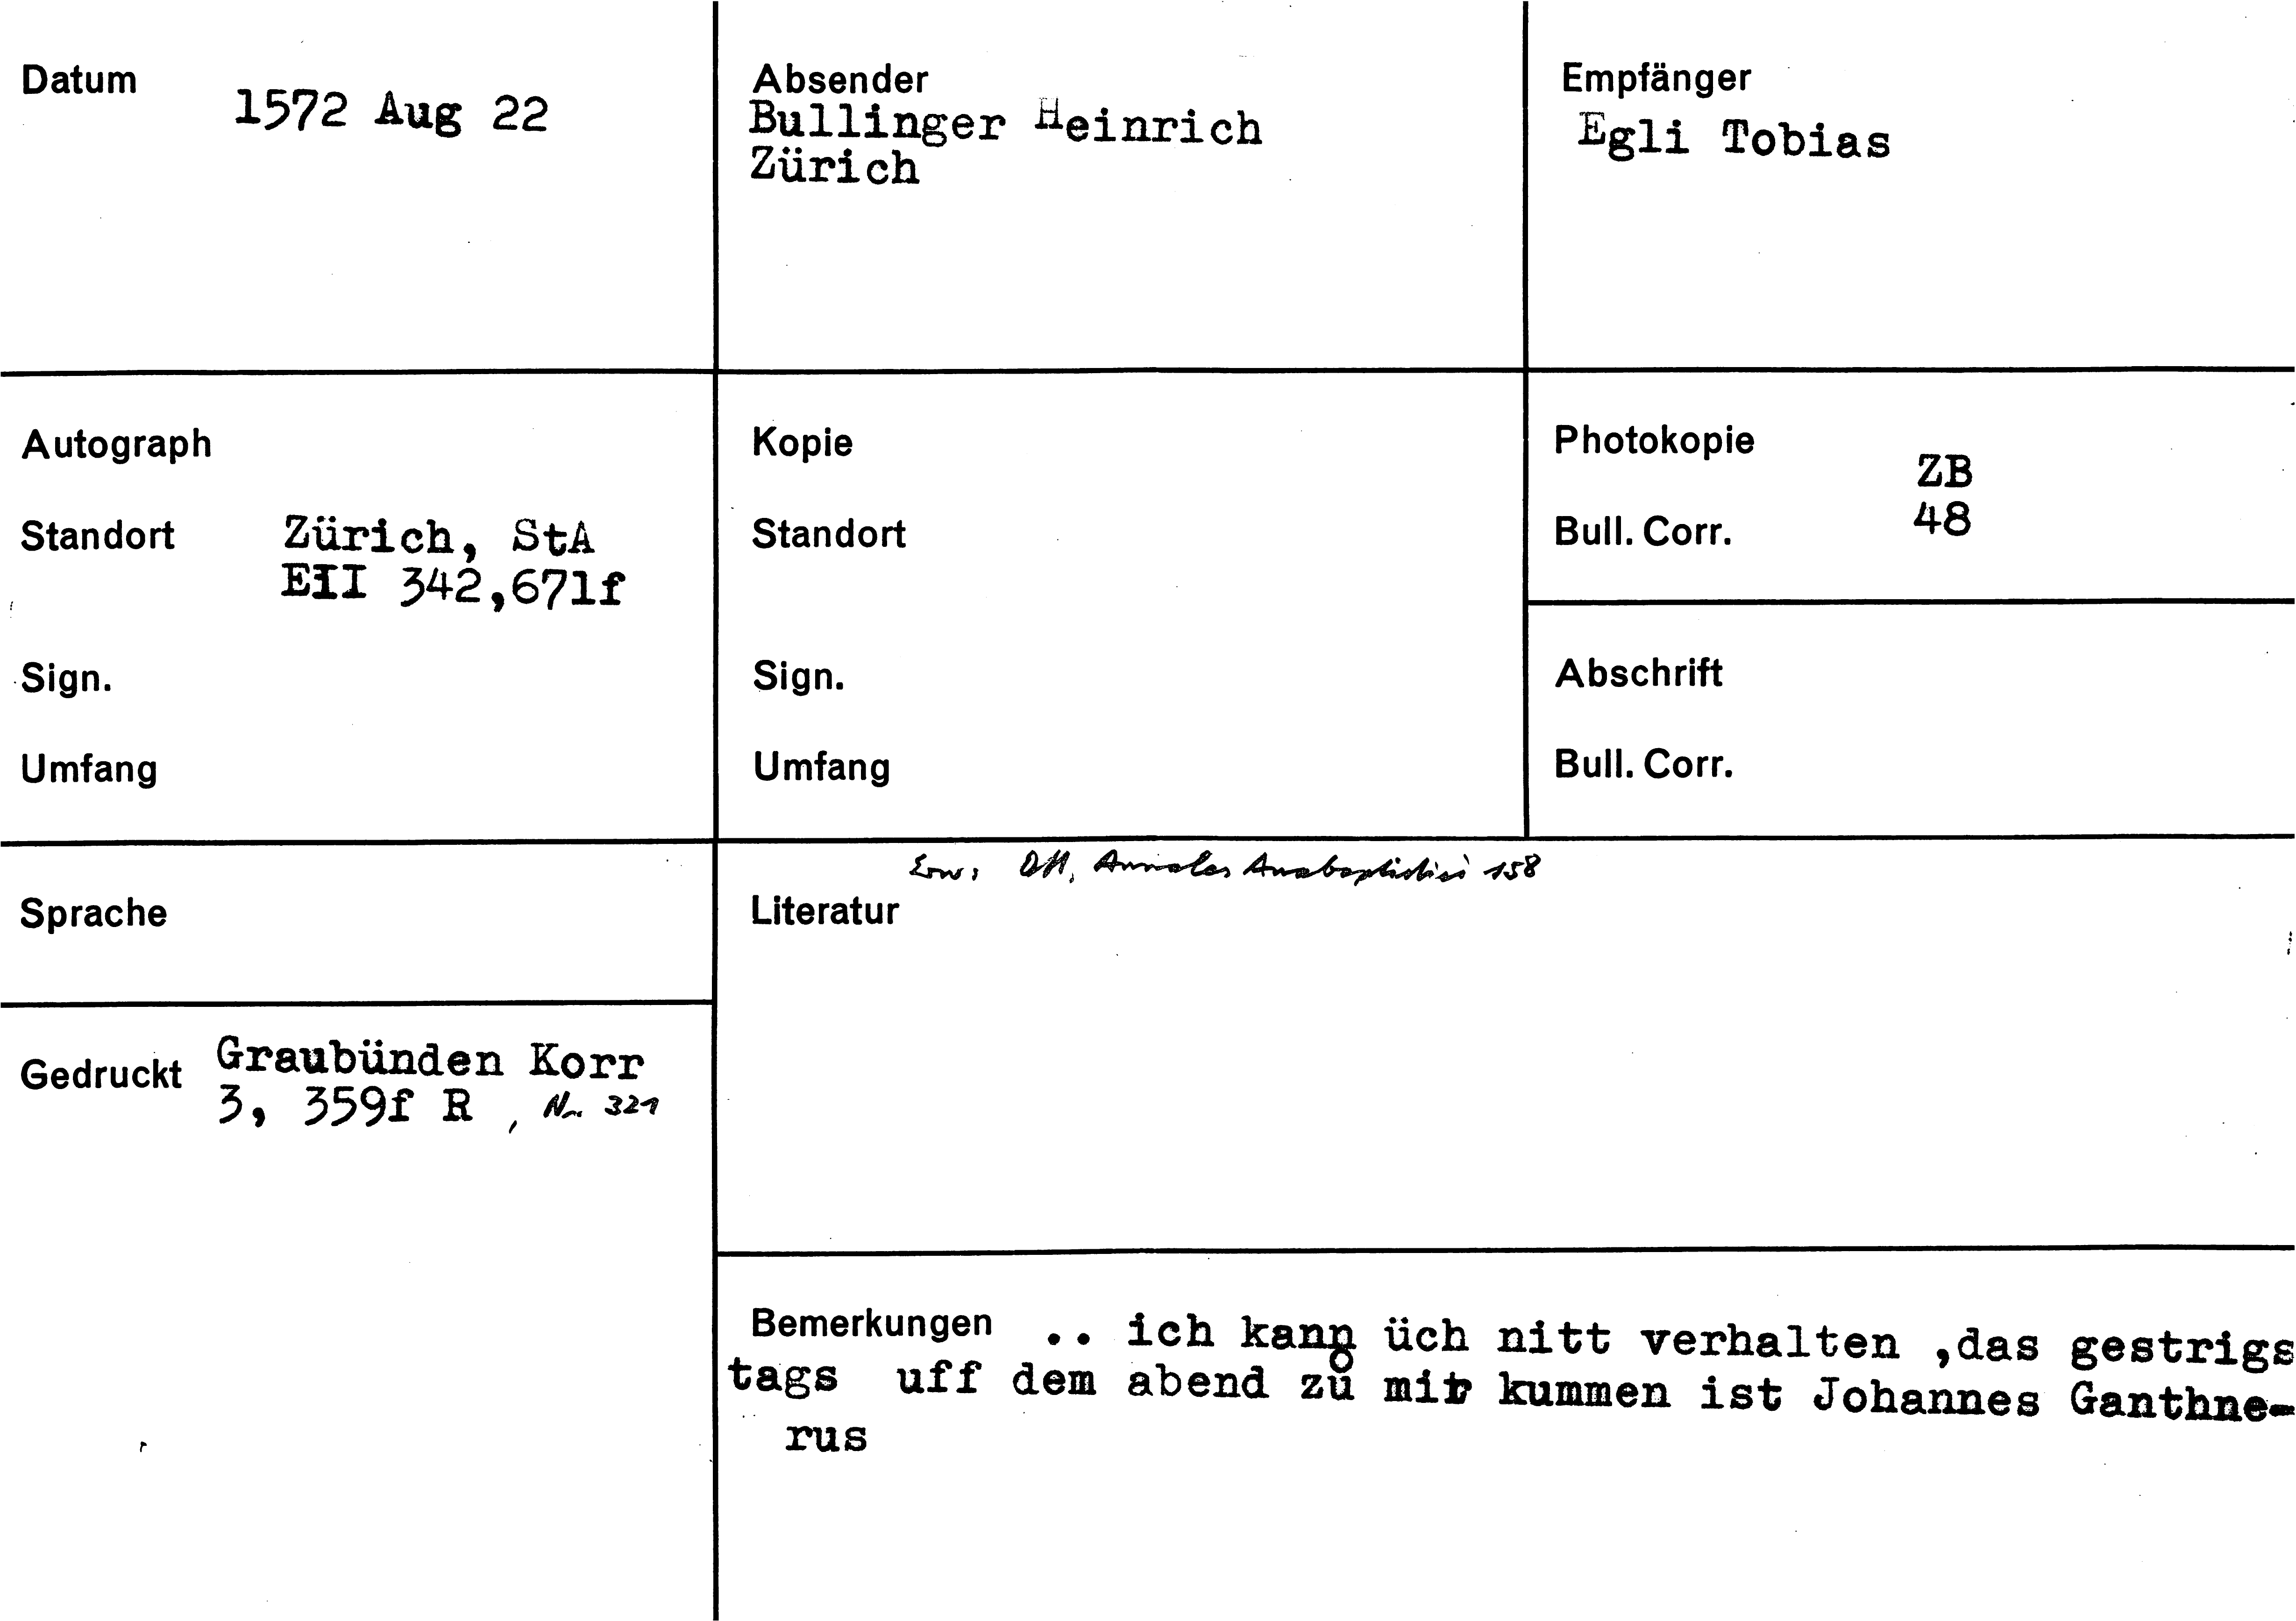 Datum
1572 Aug 22
Absender
Bullinger Heinrich
Zürich
Empfänger
Egli Tobias
Autograph
Standort
Zürich, StA
EII 342,671f
Sign.
Umfang
Kopie
Standort
Sign.
Umfang
Photokopie
ZB
Bull. Corr. 48
Abschrift
Bull. Corr.
Sprache
Erw: Ott, Annales Anabaptistici 158
Literatur
Gedruckt Graubünden Korr
3, 359f R , Nr. 321
Bemerkungen .. ich kann üch nitt verhalten ,das gestrigs
tags uff dem abend zů mir kummen ist Johannes Ganthne-
rus